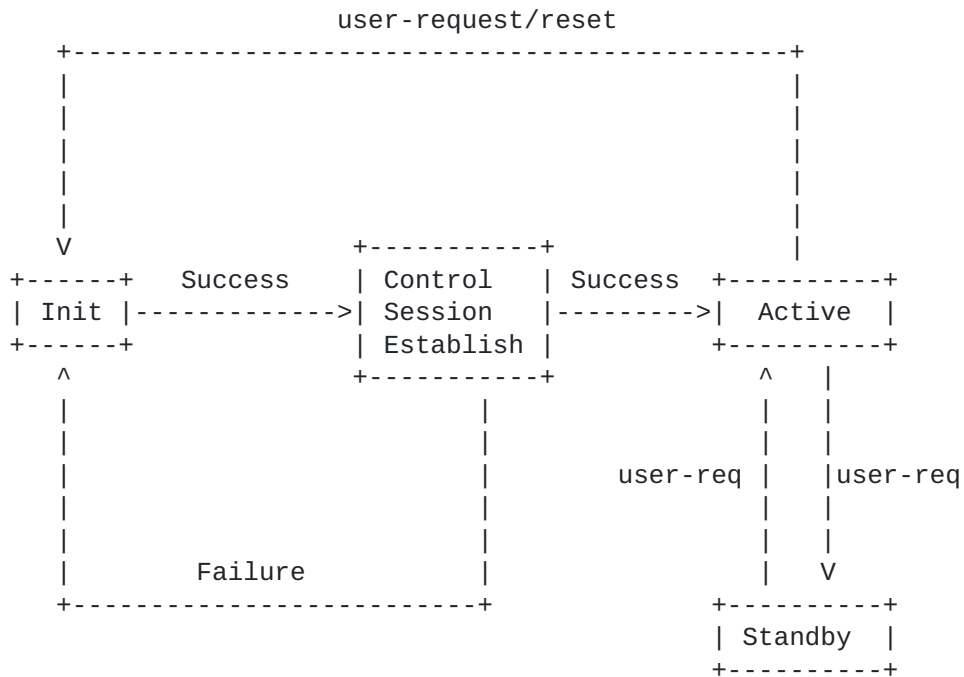 user-request/reset
Success
Control
Success
Init
Session
Active
Establish
user-req
user-req
Failure
Standby